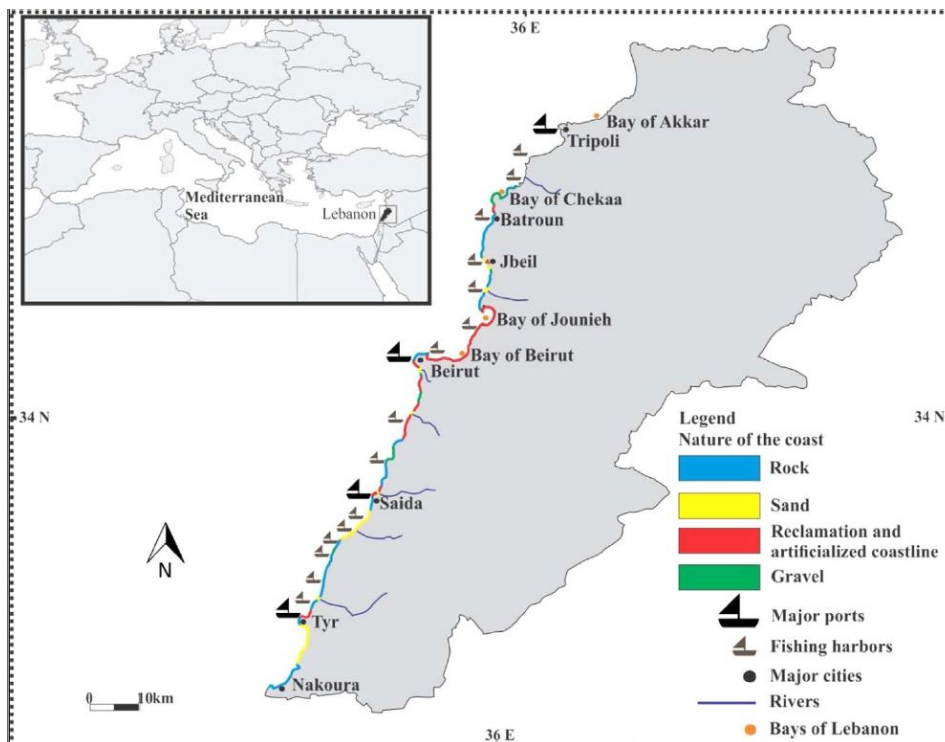 36 E
Mediterranean
Sea
Lebanon
Bay of Akkar
Tripoli
Bay of Chekaa
Batroun
Jbeil
Bay of Jounieh
Bay of Beirut
Beirut
34 N
34 N
Saida
Tyr
Nakoura
N
0
10km
36 E
Legend
Nature of the coast
Rock
Sand
Reclamation and
artificialized coastline
Gravel
Major ports
Fishing harbors
Major cities
Rivers
Bays of Lebanon